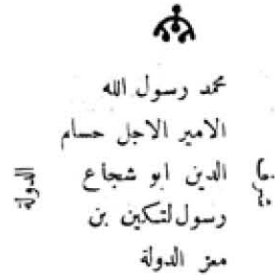 محمد رسول الله
الامير الاجل حسام
الدين ابو شجاع
رسولتكين بن
معز الدولة
الدولة